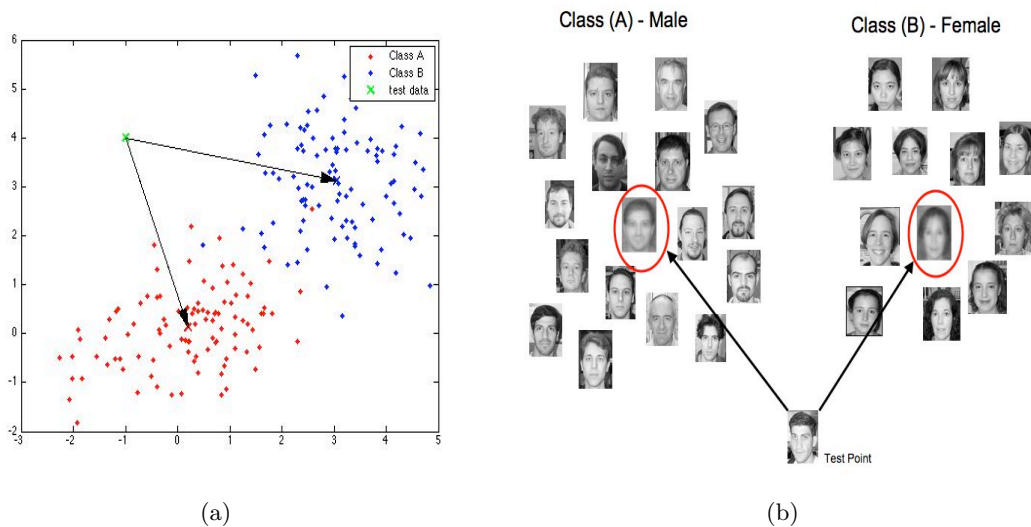 Class (A) - Male
Class (B) - Female
6
5
4
3
2
1
0
-1
-2
-3
-2
-1
0
1
2
3
4
5
Class A
Class B
test data
Test Point
(a)
(b)